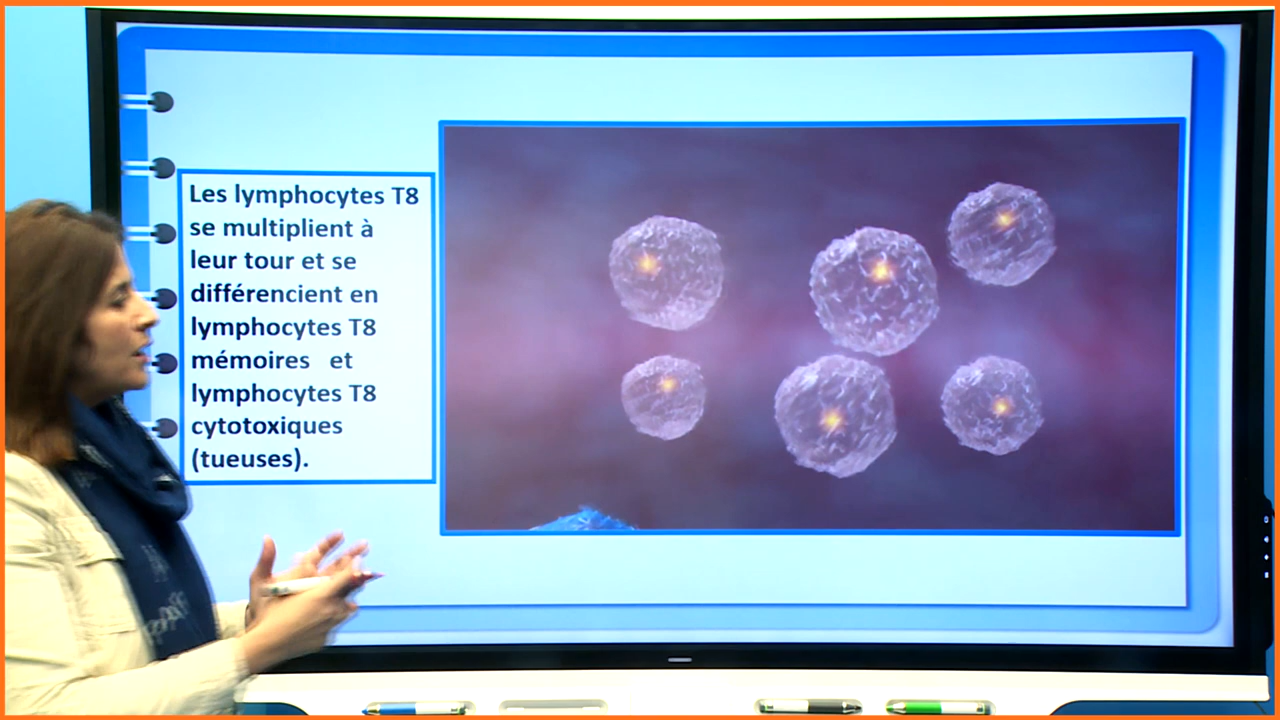 Les lymphocytes T8
se multiplient à
leur tour et se
différencient en
lymphocytes T8
mémoires et
lymphocytes T8
cytotoxiques
(tueuses).